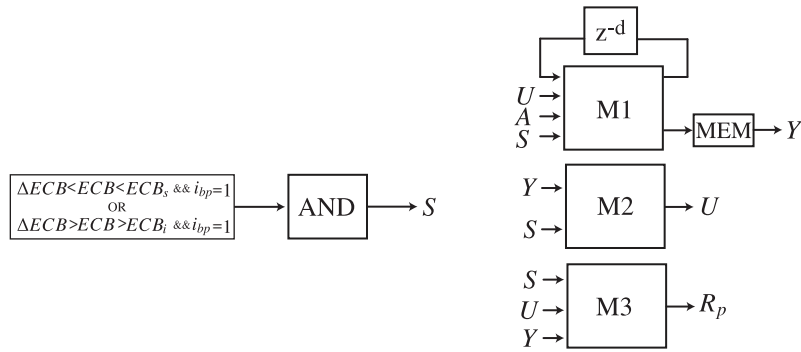 z-d
U
A
S
M1
MEM
Y
ΔECB<ECB<ECBs && ibp=1
OR
ΔECB>ECB>ECBi && ibp=1
AND
S
Y
S
M2
U
S
U
Y
M3
Rp